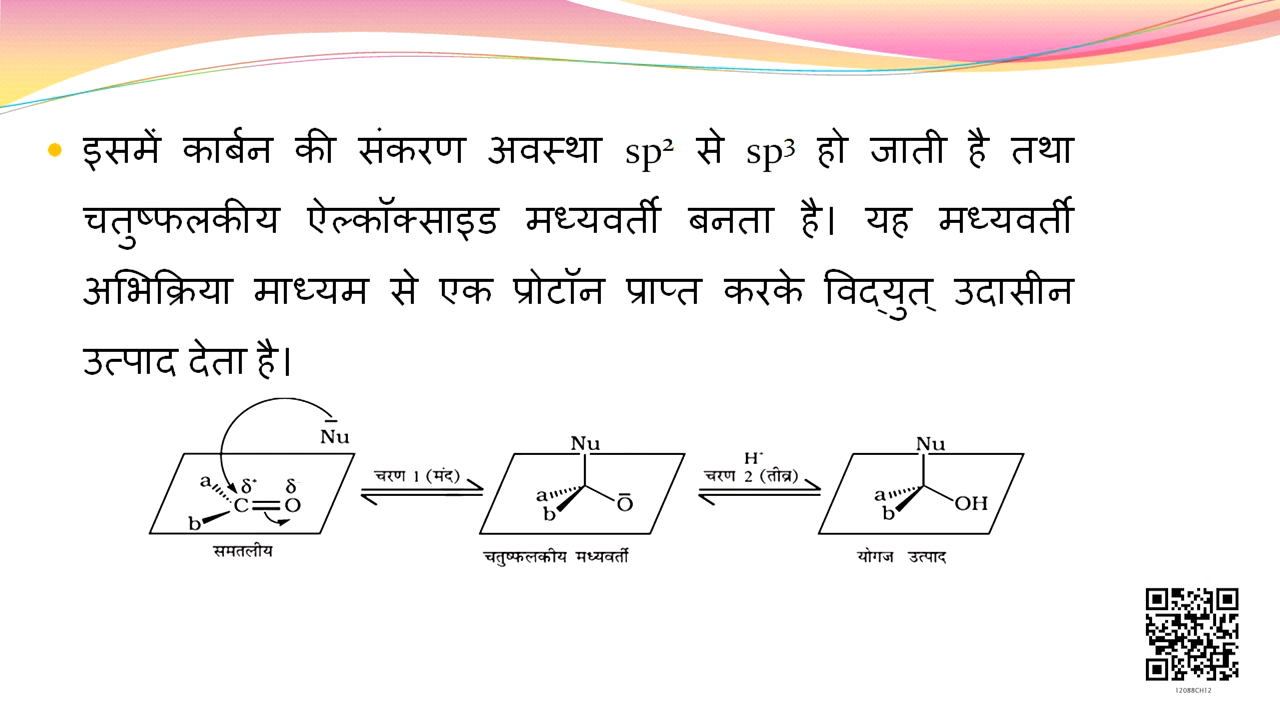 इसमें कार्बन की संकरण अवस्था sp² से sp³ हो जाती है तथा
चतुष्फलकीय ऐल्कॉक्साइड मध्यवर्ती बनता है। यह मध्यवर्ती
अभिक्रिया माध्यम से एक प्रोटॉन प्राप्त करके विद्‌युत्‌ उदासीन
उत्पाद देता है।
N̄u
a δ⁺ δ⁻
C=O
b
समतलीय
चरण 1 (मंद)
Nu
a
b Ō
चतुष्फलकीय मध्यवर्ती
H⁺
चरण 2 (तीव्र)
Nu
a
b OH
योगज उत्पाद
12088CH12